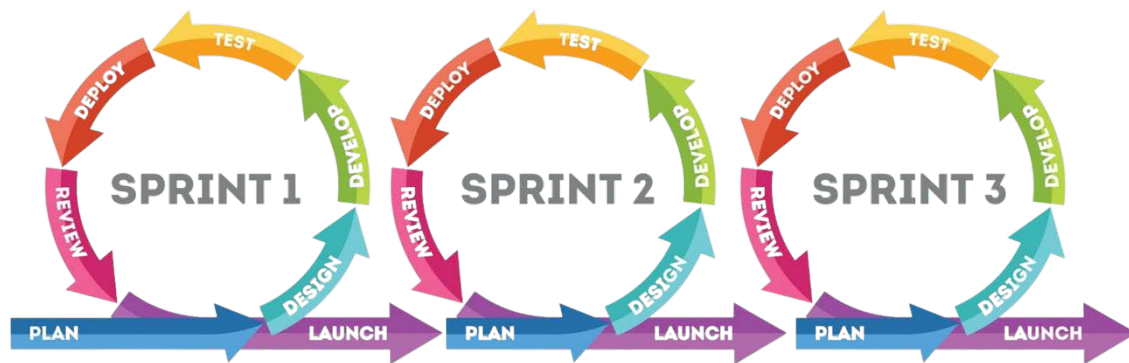 TEST
DEPLOY
DEVELOP
SPRINT 1
REVIEW
DESIGN
PLAN
LAUNCH
TEST
DEPLOY
DEVELOP
SPRINT 2
REVIEW
DESIGN
PLAN
LAUNCH
TEST
DEPLOY
DEVELOP
SPRINT 3
REVIEW
DESIGN
PLAN
LAUNCH